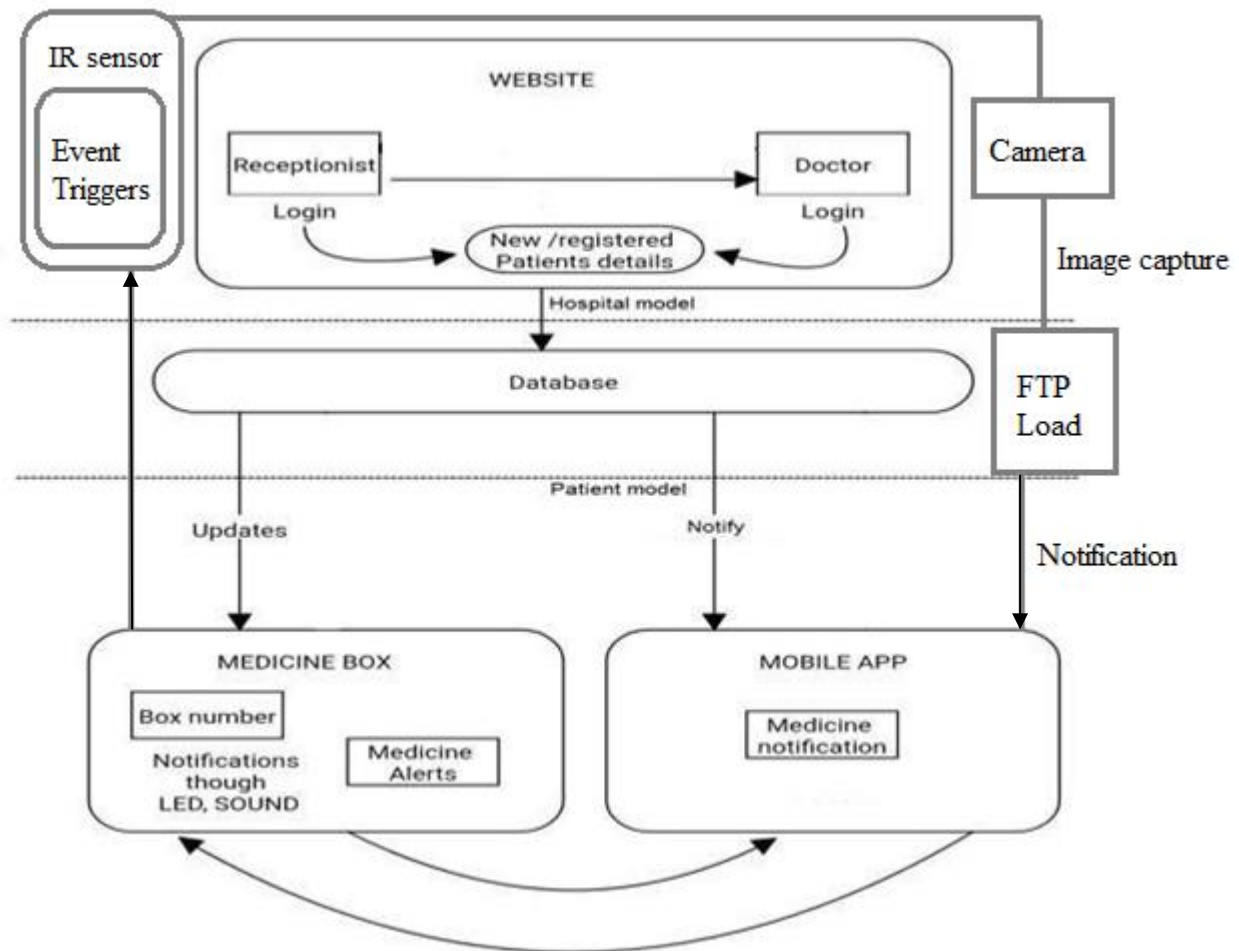 IR sensor
Event
Triggers
WEBSITE
Receptionist
Doctor
Login
Login
New /registered
Patients details
Camera
Image capture
Hospital model
Database
FTP
Load
Patient model
Updates
Notify
Notification
MEDICINE BOX
Box number
Notifications
though
LED, SOUND
Medicine
Alerts
MOBILE APP
Medicine
notification